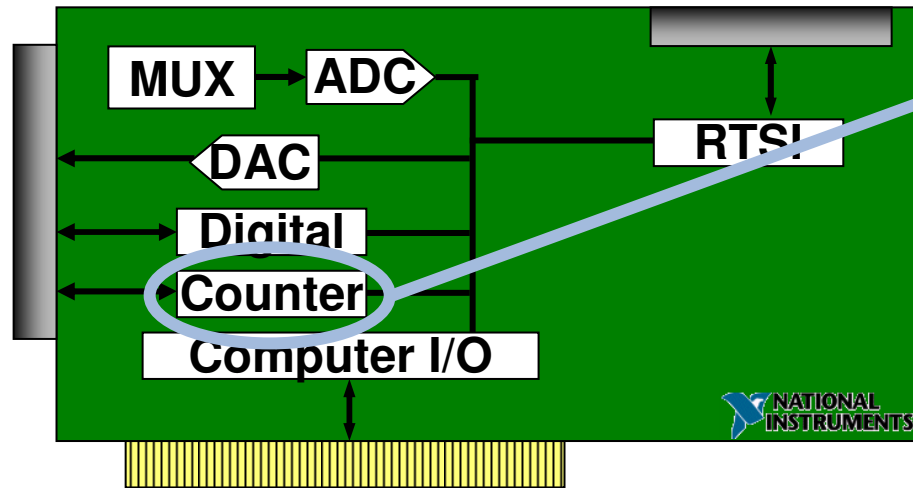 MUX
ADC
DAC
RTSI
Digital
Counter
Computer I/O
NATIONAL
INSTRUMENTS